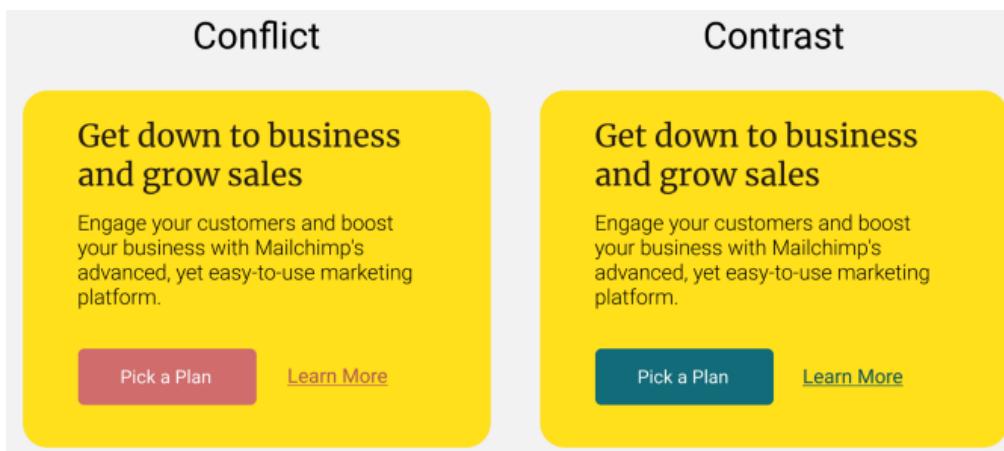 Conflict
Contrast
Get down to business
and grow sales
Engage your customers and boost
your business with Mailchimp's
advanced, yet easy-to-use marketing
platform.
Pick a Plan
Learn More
Get down to business
and grow sales
Engage your customers and boost
your business with Mailchimp's
advanced, yet easy-to-use marketing
platform.
Pick a Plan
Learn More